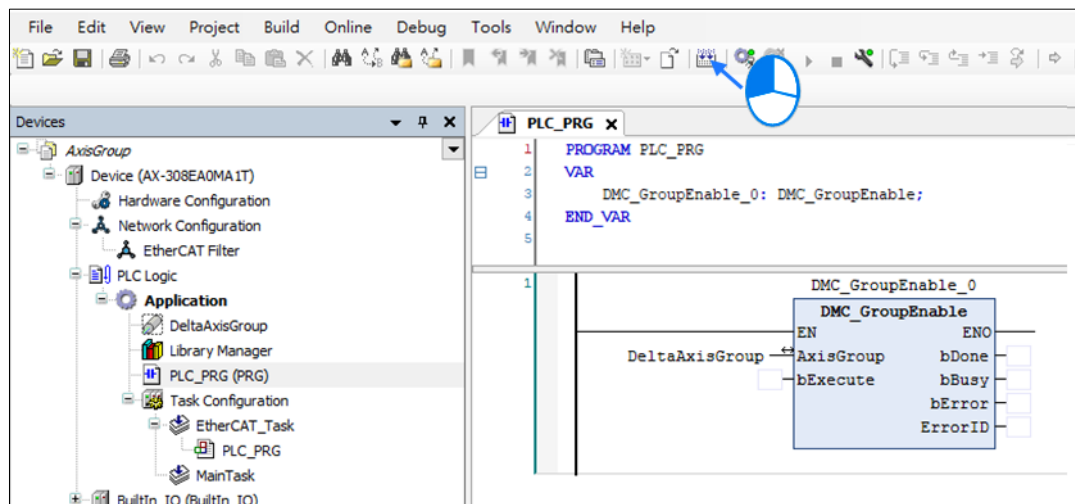 File Edit View Project Build Online Debug Tools Window Help
Devices
AxisGroup
Device (AX-308EA0MA1T)
Hardware Configuration
Network Configuration
EtherCAT Filter
PLC Logic
Application
DeltaAxisGroup
Library Manager
PLC_PRG (PRG)
Task Configuration
EtherCAT_Task
PLC_PRG
MainTask
BuiltIn_IO (BuiltIn_IO)
PLC_PRG
1 PROGRAM PLC_PRG
2 VAR
3 DMC_GroupEnable_0: DMC_GroupEnable;
4 END_VAR
5
1
DMC_GroupEnable_0
DMC_GroupEnable
EN ENO
DeltaAxisGroup AxisGroup bDone
bExecute bBusy
bError
ErrorID